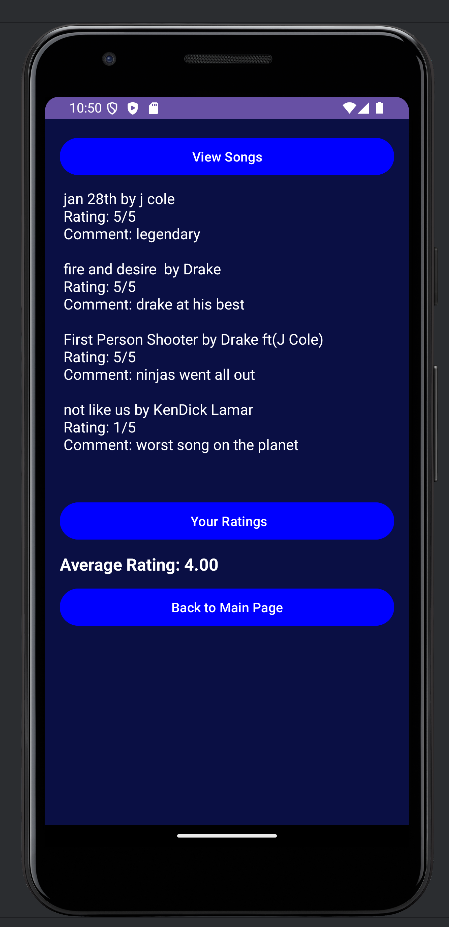 10:50
View Songs
jan 28th by j cole
Rating: 5/5
Comment: legendary
fire and desire  by Drake
Rating: 5/5
Comment: drake at his best
First Person Shooter by Drake ft(J Cole)
Rating: 5/5
Comment: ninjas went all out
not like us by KenDick Lamar
Rating: 1/5
Comment: worst song on the planet
Your Ratings
Average Rating: 4.00
Back to Main Page